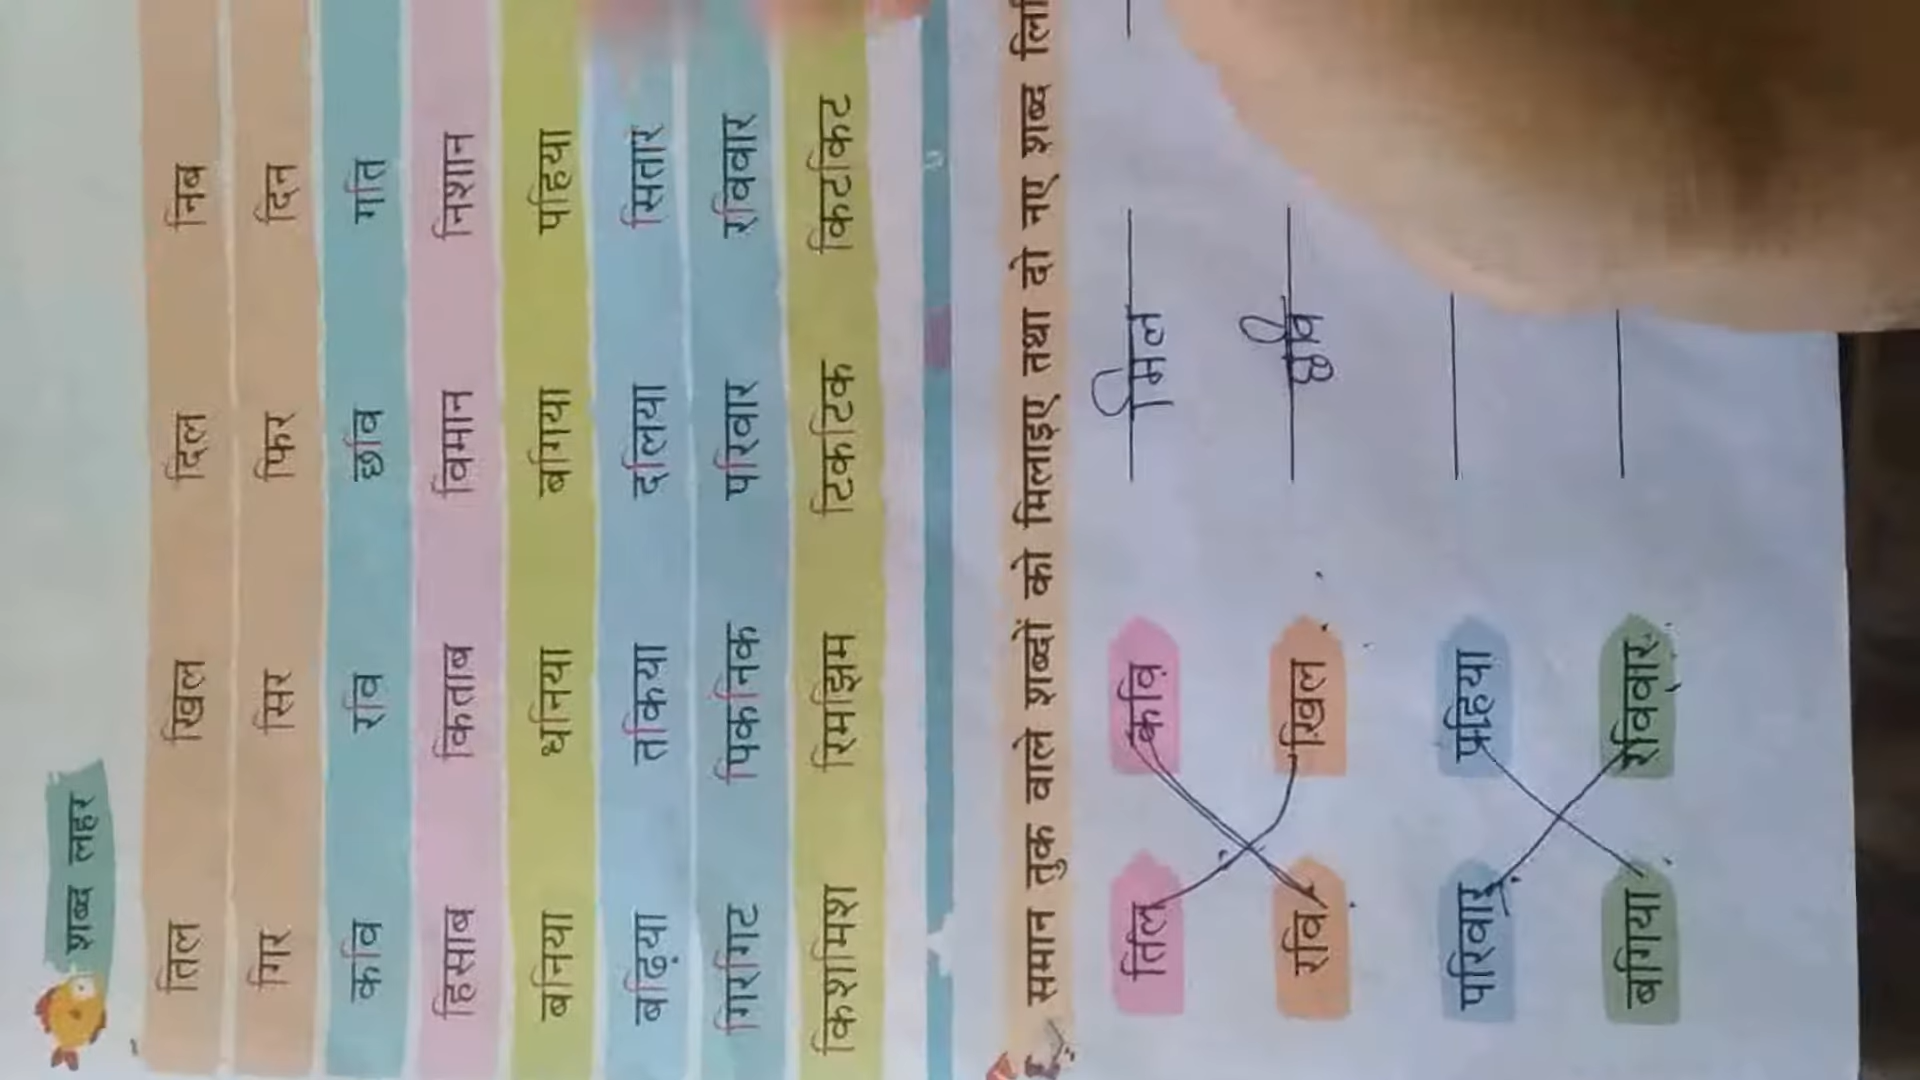 शब्द लहर
तिल खिल दिल निब
गिर सिर फिर दिन
कवि रवि छवि गति
हिसाब किताब विमान निशान
बनिया धनिया बगिया पहिया
बढ़िया तकिया दलिया सितार
गिरगिट पिकनिक परिवार रविवार
किशमिश रिमझिम टिकटिक किटकिट
समान तुक वाले शब्दों को मिलाइए तथा दो नए शब्द
तिल कवि मिल
रवि खिल छवि
परिवार पहिया
बगिया रविवार